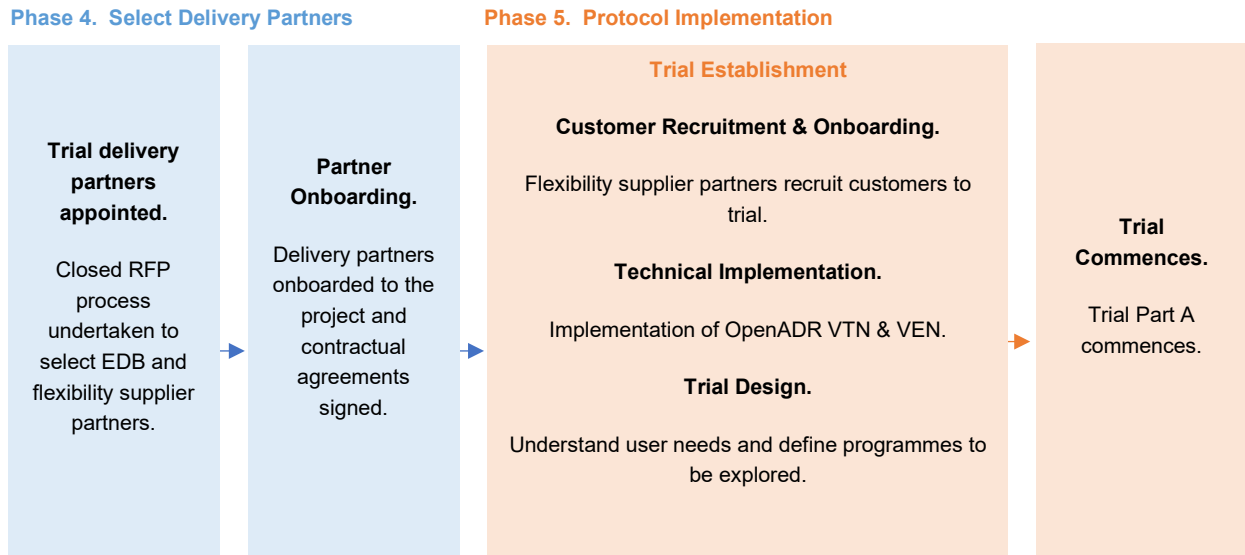 Phase 4. Select Delivery Partners
Phase 5. Protocol Implementation
Trial delivery
partners
appointed.
Closed RFP
process
undertaken to
select EDB and
flexibility supplier
partners.
Partner
Onboarding.
Delivery partners
onboarded to the
project and
contractual
agreements
signed.
Trial Establishment
Customer Recruitment & Onboarding.
Flexibility supplier partners recruit customers to
trial.
Technical Implementation.
Implementation of OpenADR VTN & VEN.
Trial Design.
Understand user needs and define programmes to
be explored.
Trial
Commences.
Trial Part A
commences.